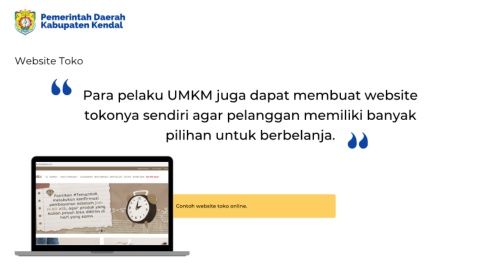 Pemerintah Daerah
Kabupaten Kendal
Website Toko
Para pelaku UMKM juga dapat membuat website
tokonya sendiri agar pelanggan memiliki banyak
pilihan untuk berbelanja.
Contoh website toko online.